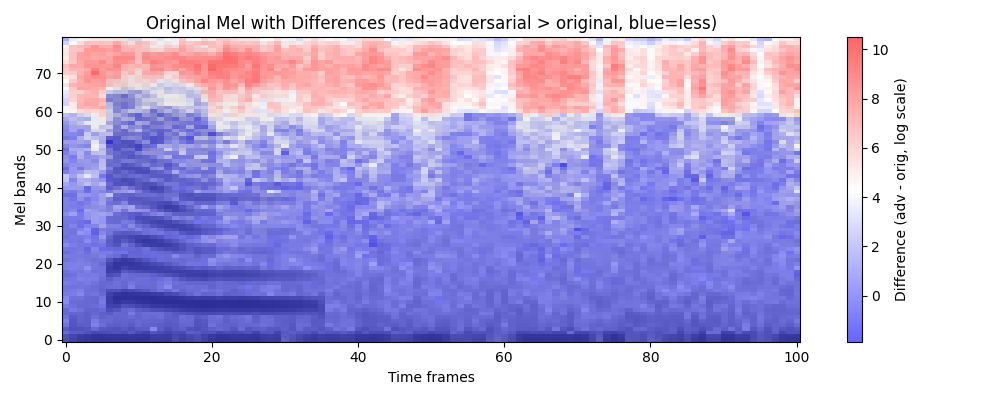 Original Mel with Differences (red=adversarial > original, blue=less)
70
60
50
40
30
20
10
0
Mel bands
0 20 40 60 80 100
Time frames
10
8
6
4
2
0
Difference (adv - orig, log scale)